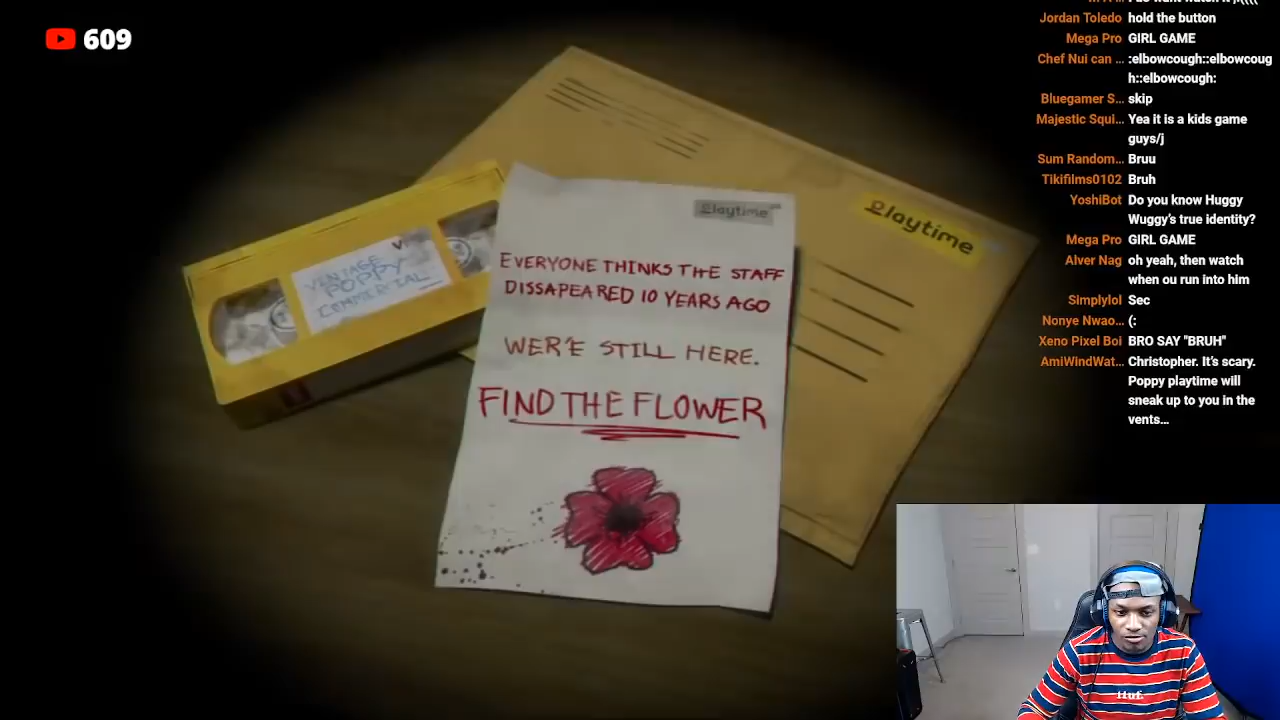 609
VINTAGE
POPPY
COMMERCIAL
Playtime
EVERYONE THINKS THE STAFF
DISSAPEARED 10 YEARS AGO
WER'E STILL HERE.
FIND THE FLOWER
Playtime
Jordan Toledo hold the button
Mega Pro GIRL GAME
Chef Nui can … :elbowcough::elbowcoug
h::elbowcough:
Bluegamer S… skip
Majestic Squi… Yea it is a kids game
guys/j
Sum Random… Bruu
Tikifilms0102 Bruh
YoshiBot Do you know Huggy
Wuggy’s true identity?
Mega Pro GIRL GAME
Alver Nag oh yeah, then watch
when ou run into him
Simplylol Sec
Nonye Nwao… (:
Xeno Pixel Boi BRO SAY "BRUH"
AmiWindWat… Christopher. It’s scary.
Poppy playtime will
sneak up to you in the
vents…